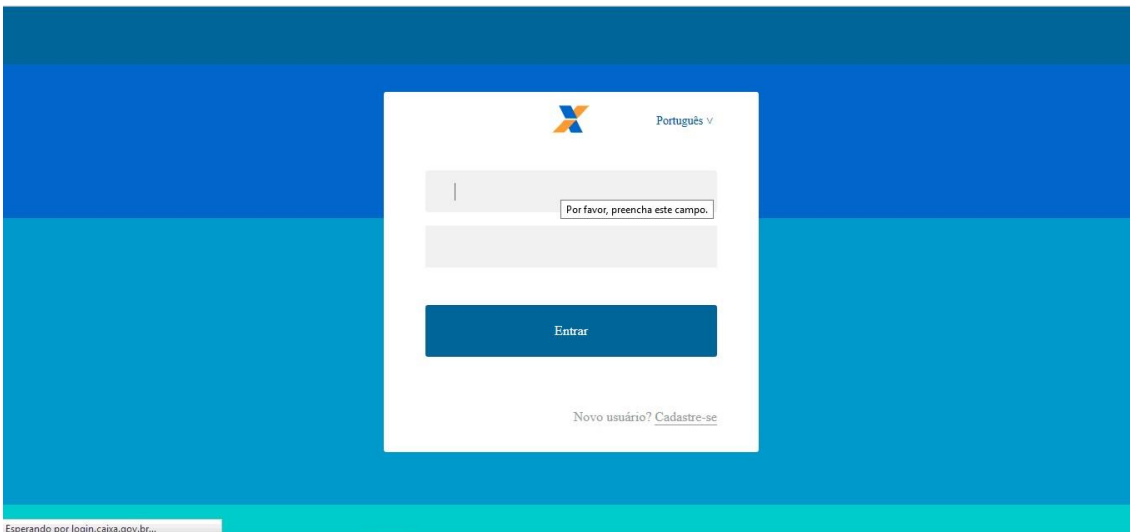 Português
Por favor, preencha este campo.
Entrar
Novo usuário? Cadastre-se
Esperando por login.caixa.gov.br...